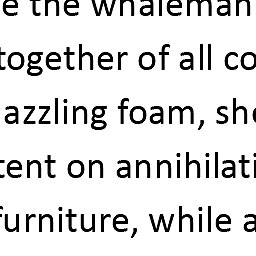 e the whaleman
together of all co
azzling foam, sh
tent on annihilati
furniture, while a